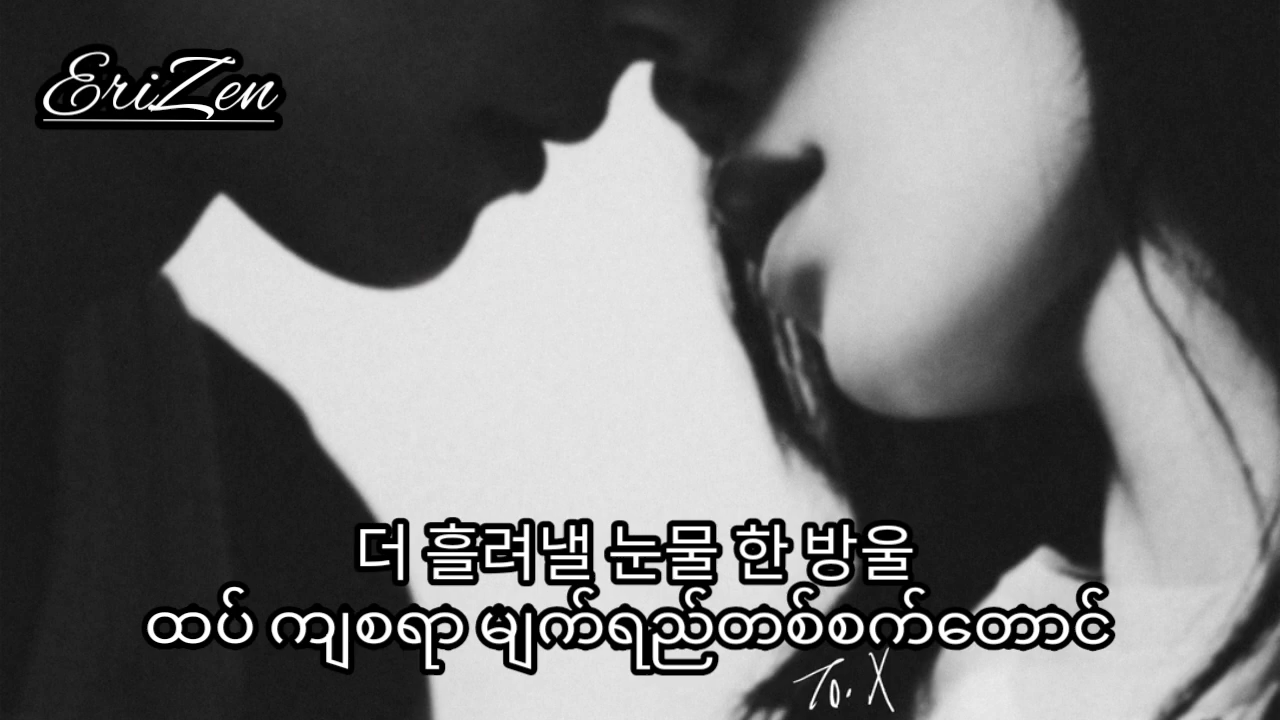 EriZen
더 흘려낼 눈물 한 방울
ထပ် ကျစရာ မျက်ရည်တစ်စက်တောင်
To. X